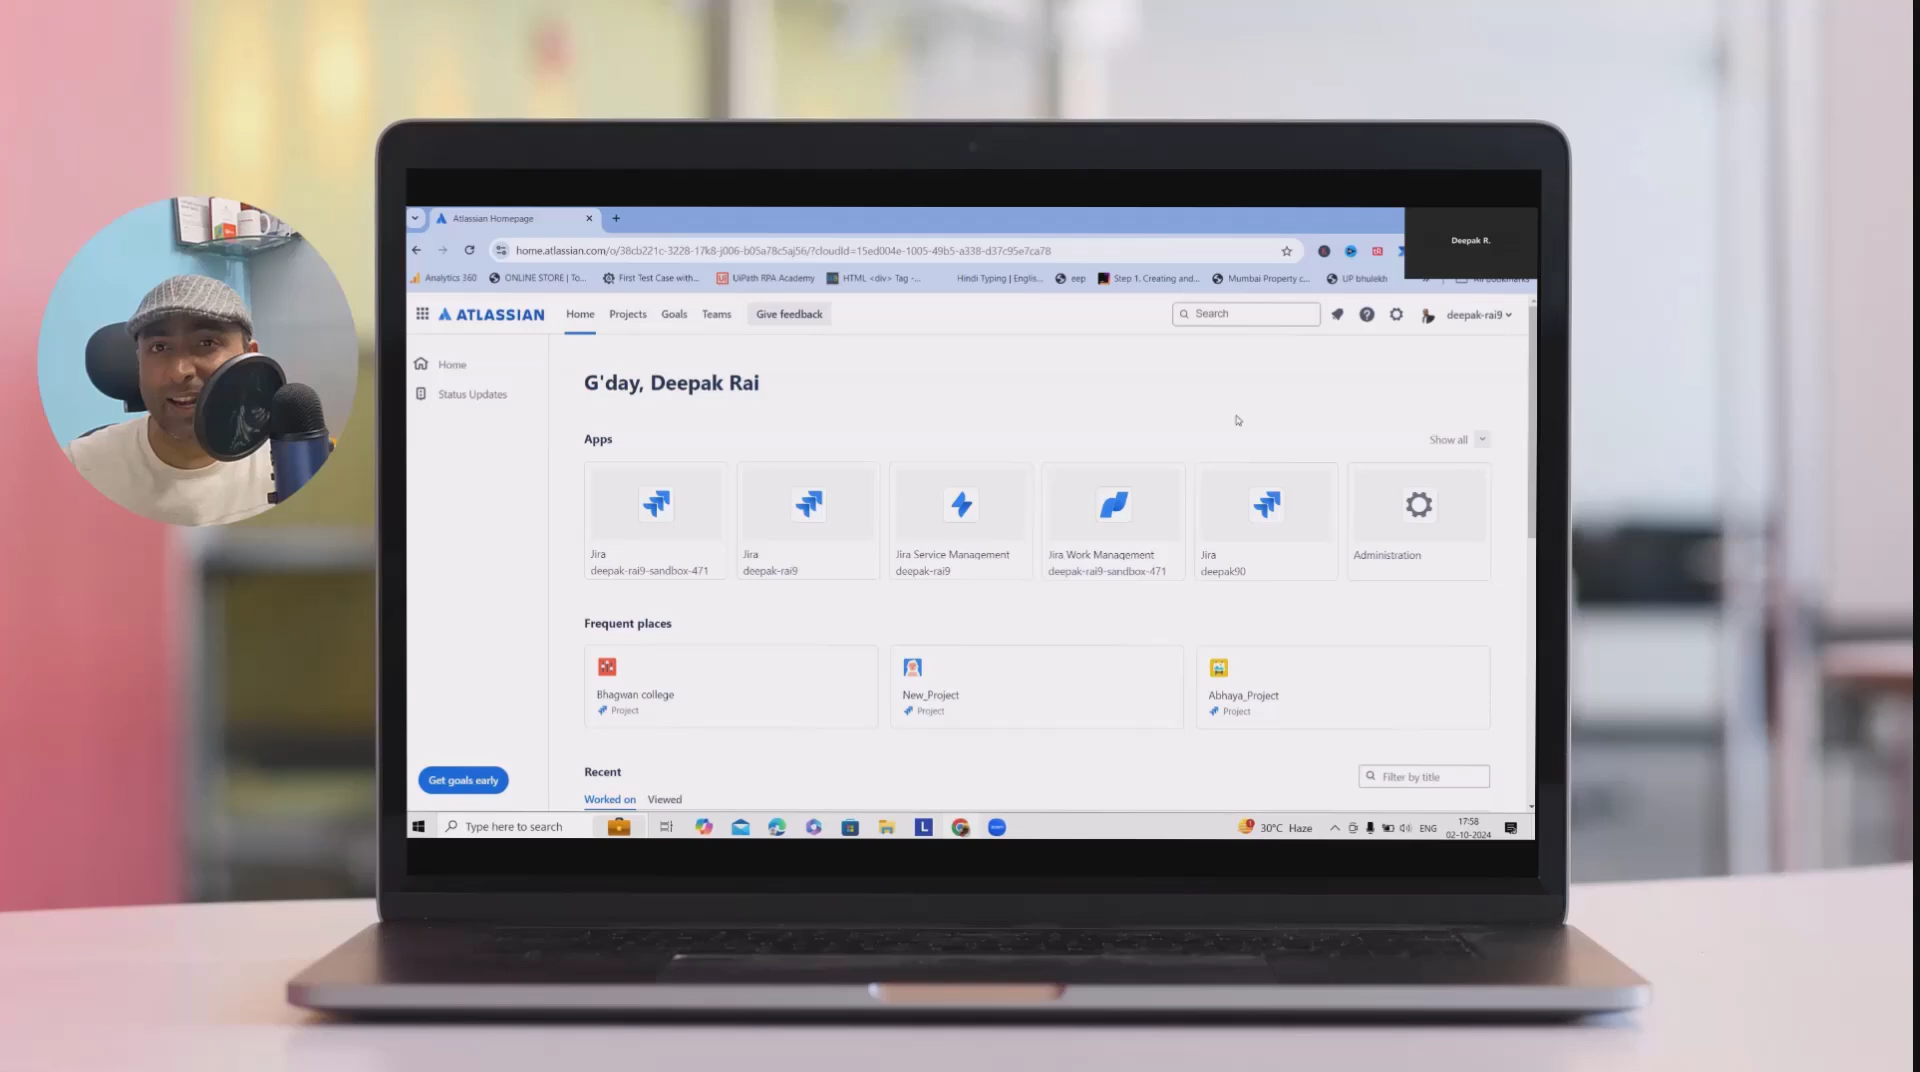 Atlassian Homepage
Deepak R.
home.atlassian.com/o/38cb221c-3228-17k8-j006-b05a78c5aj56/?cloudId=15ed004e-1005-49b5-a338-d37c95e7ca78
Analytics 360 ONLINE STORE | To... First Test Case with... UiPath RPA Academy HTML <div> Tag -... Hindi Typing | Englis... eep Step 1. Creating and... Mumbai Property c... UP bhulekh
ATLASSIAN Home Projects Goals Teams Give feedback Search deepak-rai9
Home
Status Updates
G'day, Deepak Rai
Apps Show all
Jira Jira Jira Service Management Jira Work Management Jira Administration
deepak-rai9-sandbox-471 deepak-rai9 deepak-rai9 deepak-rai9-sandbox-471 deepak90
Frequent places
Bhagwan college New_Project Abhaya_Project
Project Project Project
Recent Filter by title
Get goals early
Worked on Viewed
Type here to search L 30°C Haze ENG 17:58
02-10-2024